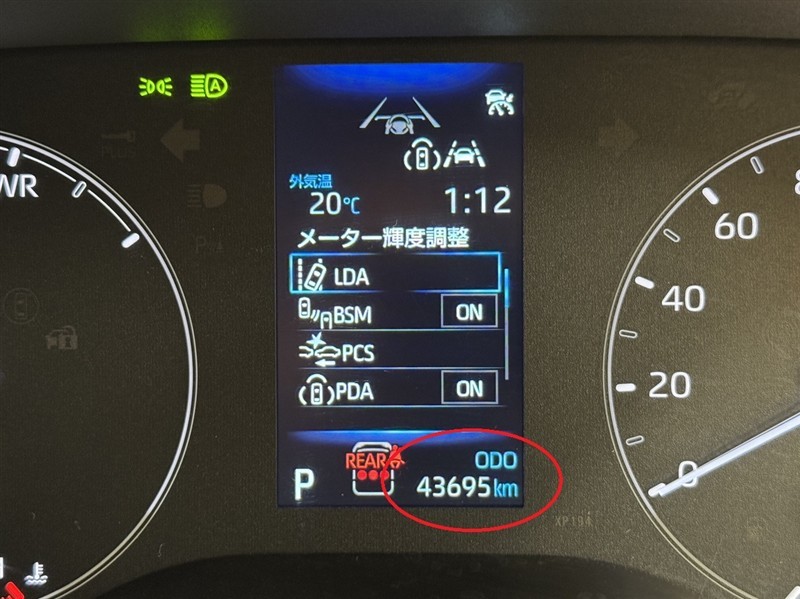 A
外気温
20℃
1:12
メーター輝度調整
LDA
BSM ON
PCS
PDA ON
REAR
ODO
P
43695km
WR
60
40
20
0
XP194